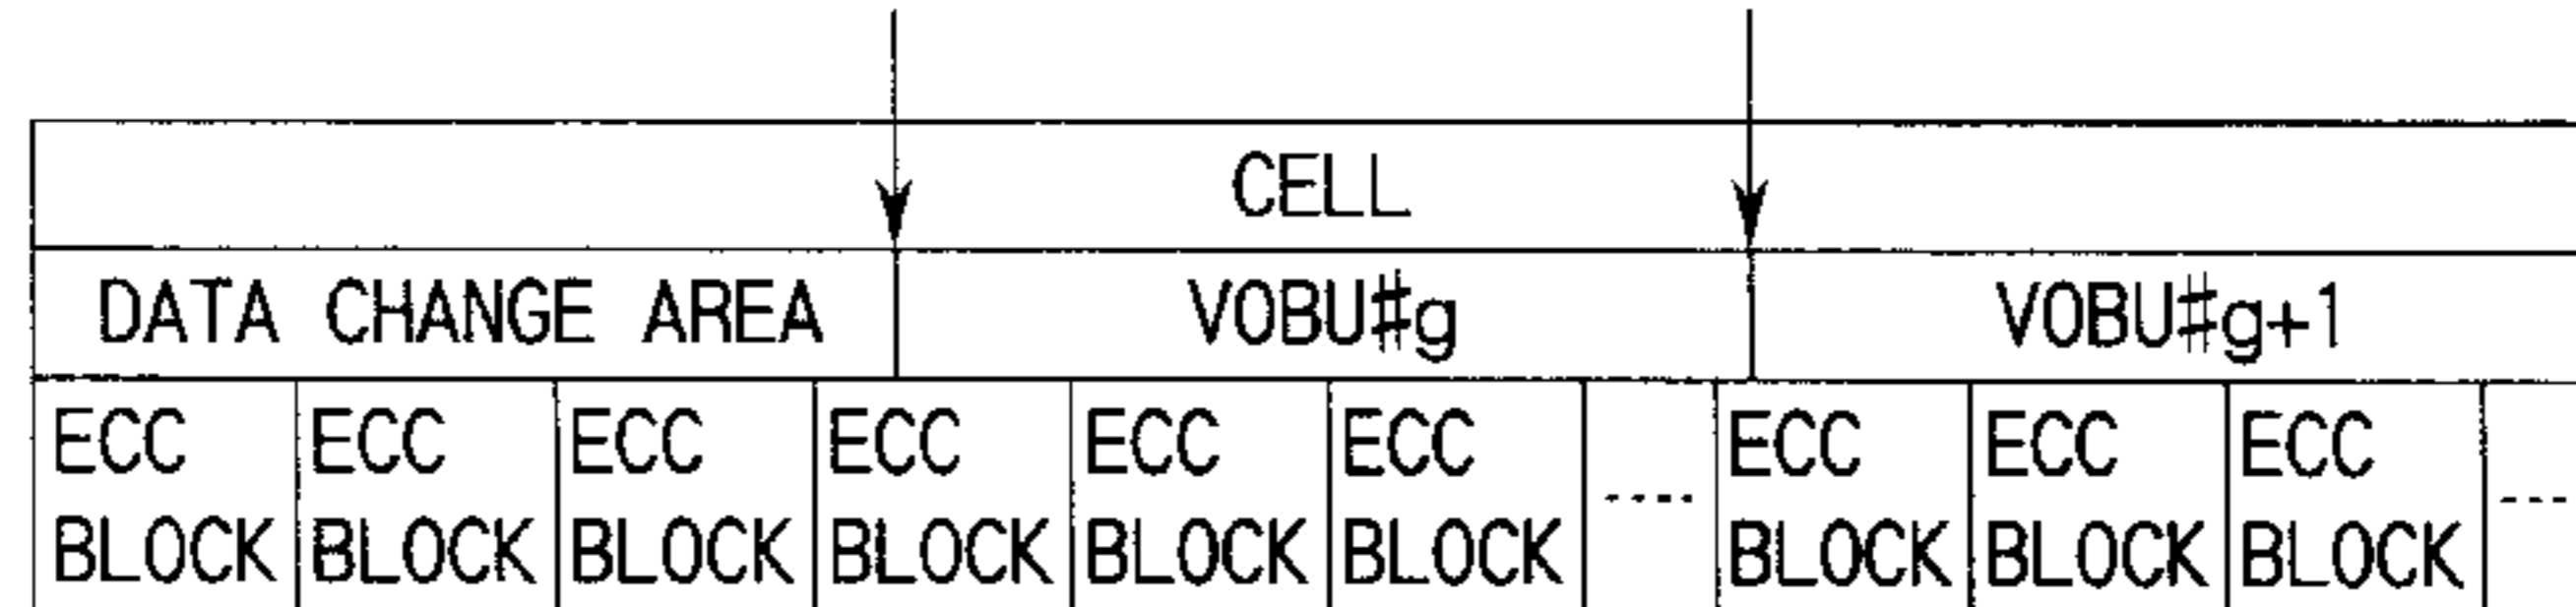 CELL
DATA CHANGE AREA VOBU#g VOBU#g+1
ECC ECC ECC ECC ECC ECC ECC ECC ECC
BLOCK BLOCK BLOCK BLOCK BLOCK BLOCK ---- BLOCK BLOCK BLOCK ---